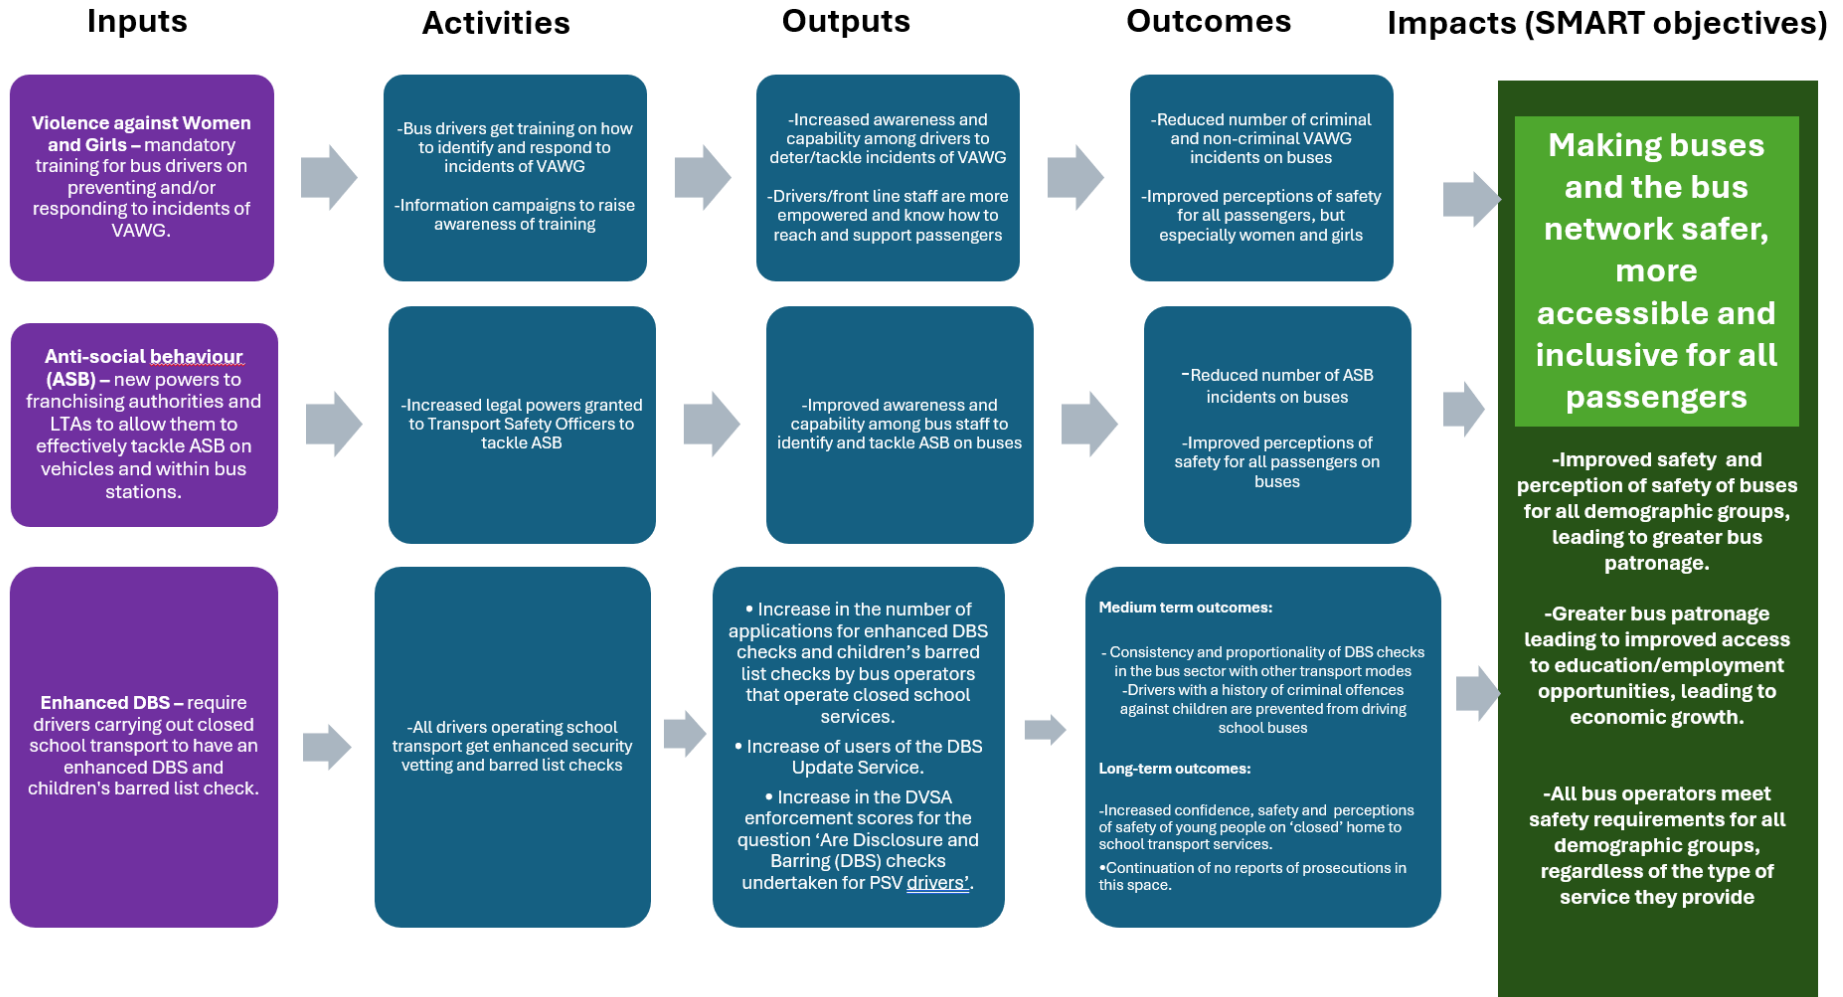 Inputs
Activities
Outputs
Outcomes
Impacts (SMART objectives)
Violence against Women
and Girls – mandatory
training for bus drivers on
preventing and/or
responding to incidents of
VAWG.
-Bus drivers get training on how
to identify and respond to
incidents of VAWG
-Information campaigns to raise
awareness of training
-Increased awareness and
capability among drivers to
deter/tackle incidents of VAWG
-Drivers/front line staff are more
empowered and know how to
reach and support passengers
-Reduced number of criminal
and non-criminal VAWG
incidents on buses
-Improved perceptions of safety
for all passengers, but
especially women and girls
Anti-social behaviour
(ASB) – new powers to
franchising authorities and
LTAs to allow them to
effectively tackle ASB on
vehicles and within bus
stations.
-Increased legal powers granted
to Transport Safety Officers to
tackle ASB
-Improved awareness and
capability among bus staff to
identify and tackle ASB on buses
-Reduced number of ASB
incidents on buses
-Improved perceptions of
safety for all passengers on
buses
Enhanced DBS – require
drivers carrying out closed
school transport to have an
enhanced DBS and
children's barred list check.
-All drivers operating school
transport get enhanced security
vetting and barred list checks
• Increase in the number of
applications for enhanced DBS
checks and children’s barred
list checks by bus operators
that operate closed school
services.
• Increase of users of the DBS
Update Service.
• Increase in the DVSA
enforcement scores for the
question ‘Are Disclosure and
Barring (DBS) checks
undertaken for PSV drivers’.
Medium term outcomes:
- Consistency and proportionality of DBS checks
in the bus sector with other transport modes
-Drivers with a history of criminal offences
against children are prevented from driving
school buses
Long-term outcomes:
-Increased confidence, safety and perceptions
of safety of young people on ‘closed’ home to
school transport services.
•Continuation of no reports of prosecutions in
this space.
Making buses
and the bus
network safer,
more
accessible and
inclusive for all
passengers
-Improved safety and
perception of safety of buses
for all demographic groups,
leading to greater bus
patronage.
-Greater bus patronage
leading to improved access
to education/employment
opportunities, leading to
economic growth.
-All bus operators meet
safety requirements for all
demographic groups,
regardless of the type of
service they provide